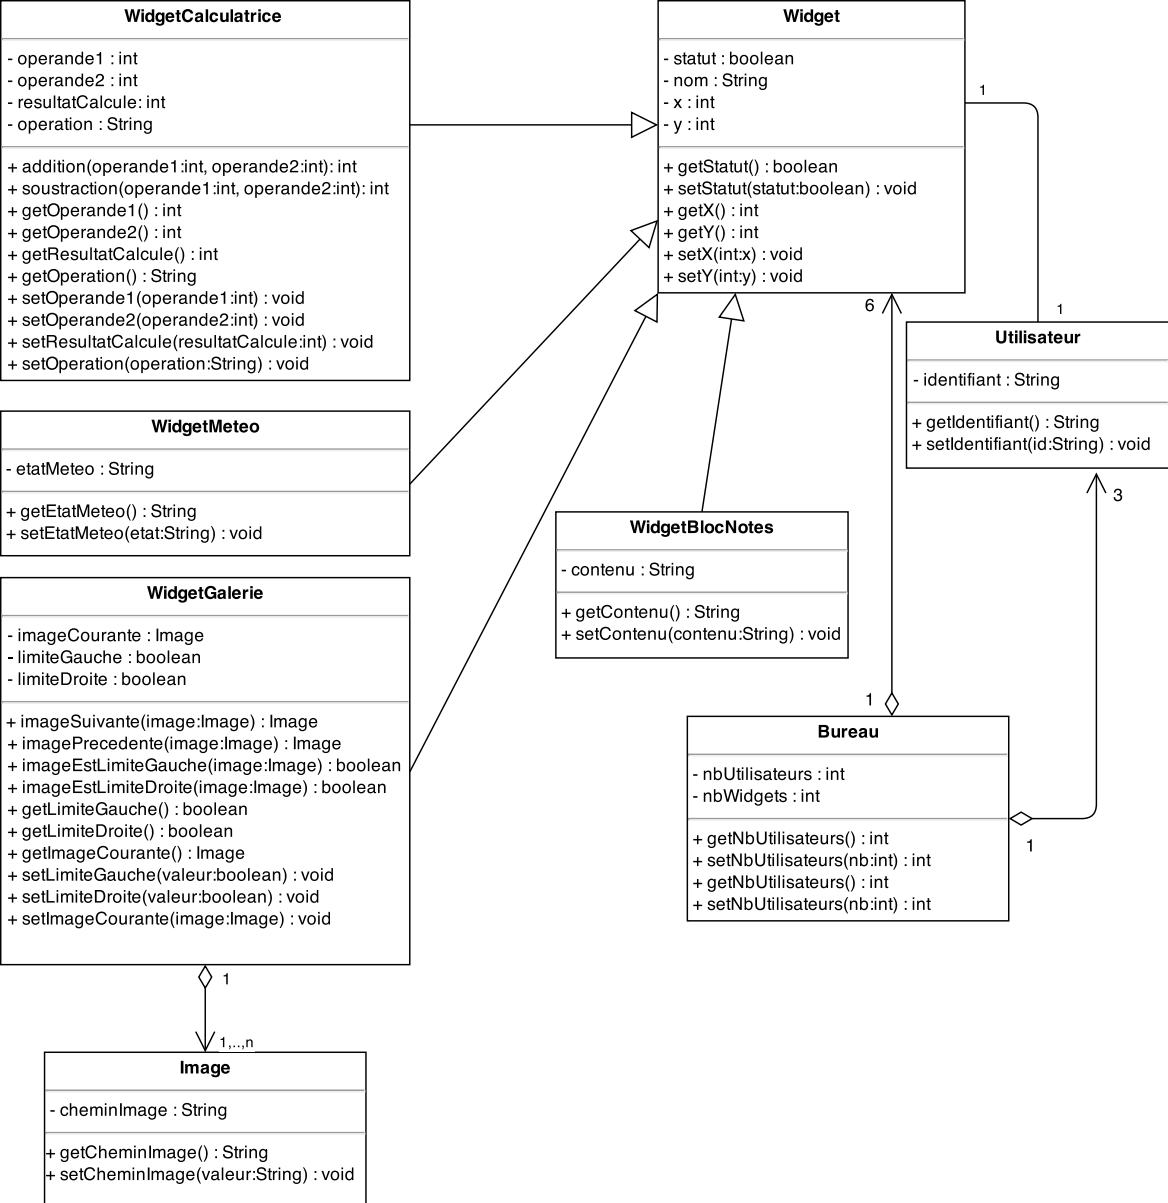 WidgetCalculatrice
- operande1 : int
- operande2 : int
- resultatCalcule: int
- operation : String
+ addition(operande1:int, operande2:int): int
+ soustraction(operande1:int, operande2:int): int
+ getOperande1() : int
+ getOperande2() : int
+ getResultatCalcule() : int
+ getOperation() : String
+ setOperande1(operande1:int) : void
+ setOperande2(operande2:int) : void
+ setResultatCalcule(resultatCalcule:int) : void
+ setOperation(operation:String) : void
Widget
- statut : boolean
- nom : String
- x : int
- y : int
+ getStatut() : boolean
+ setStatut(statut:boolean) : void
+ getX() : int
+ getY() : int
+ setX(int:x) : void
+ setY(int:y) : void
1
1
6
Utilisateur
- identifiant : String
+ getIdentifiant() : String
+ setIdentifiant(id:String) : void
3
WidgetMeteo
- etatMeteo : String
+ getEtatMeteo() : String
+ setEtatMeteo(etat:String) : void
WidgetBlocNotes
- contenu : String
+ getContenu() : String
+ setContenu(contenu:String) : void
WidgetGalerie
- imageCourante : Image
- limiteGauche : boolean
- limiteDroite : boolean
+ imageSuivante(image:Image) : Image
+ imagePrecedente(image:Image) : Image
+ imageEstLimiteGauche(image:Image) : boolean
+ imageEstLimiteDroite(image:Image) : boolean
+ getLimiteGauche() : boolean
+ getLimiteDroite() : boolean
+ getImageCourante() : Image
+ setLimiteGauche(valeur:boolean) : void
+ setLimiteDroite(valeur:boolean) : void
+ setImageCourante(image:Image) : void
1
Bureau
- nbUtilisateurs : int
- nbWidgets : int
+ getNbUtilisateurs() : int
+ setNbUtilisateurs(nb:int) : int
+ getNbUtilisateurs() : int
+ setNbUtilisateurs(nb:int) : int
1
1
1,..,n
Image
- cheminImage : String
+ getCheminImage() : String
+ setCheminImage(valeur:String) : void